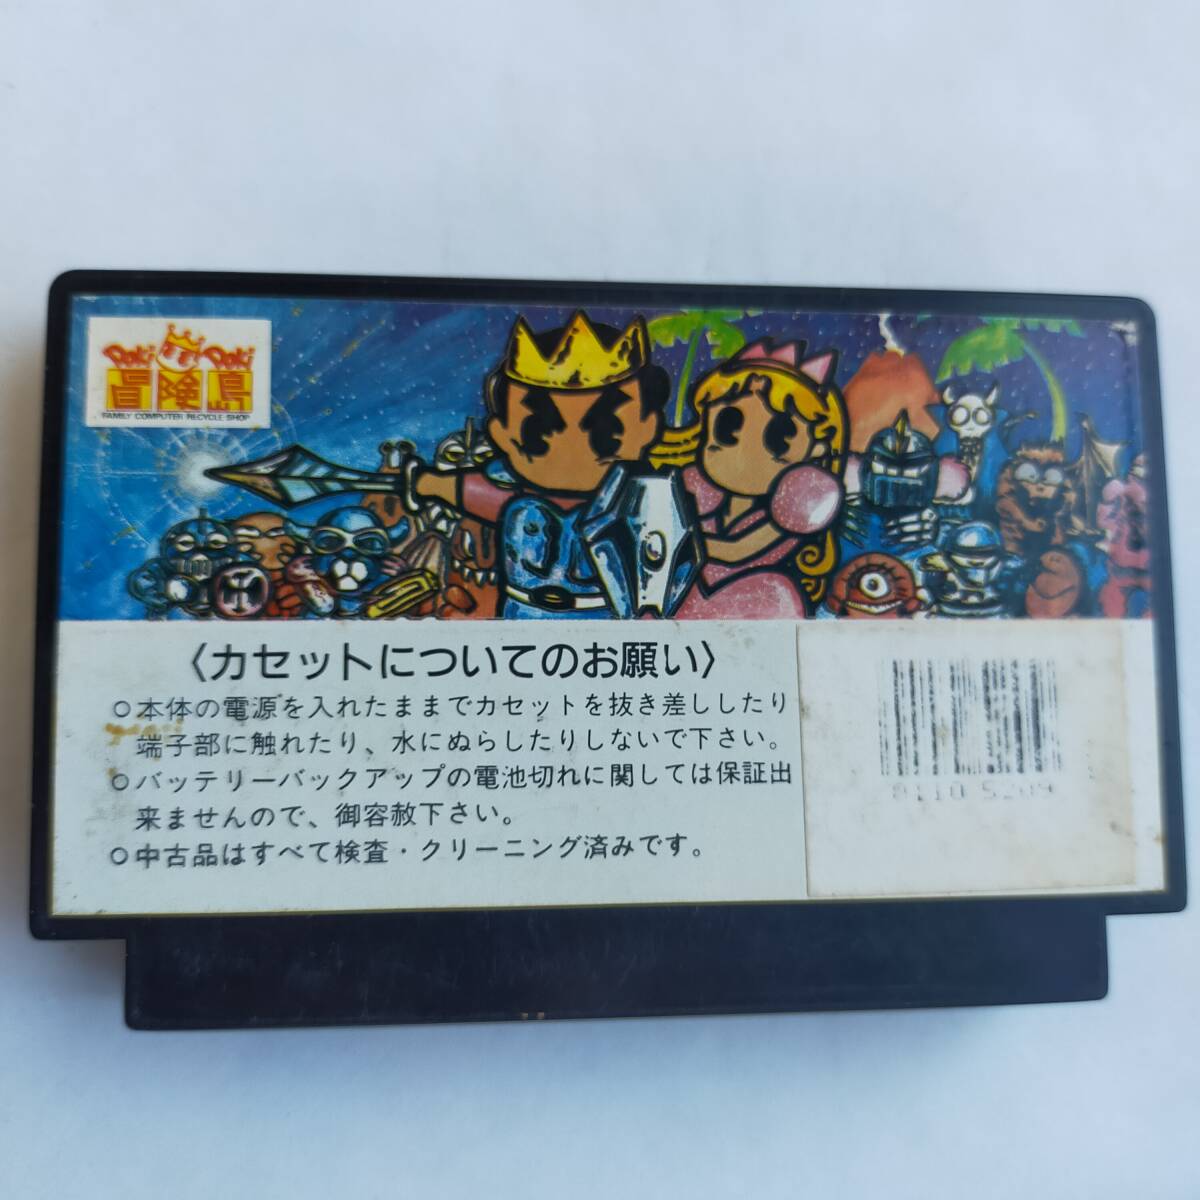 Poki Poki
冒険島
FAMILY COMPUTER RECYCLE SHOP
〈カセットについてのお願い〉
○本体の電源を入れたままでカセットを抜き差ししたり
端子部に触れたり、水にぬらしたりしないで下さい。
○バッテリーバックアップの電池切れに関しては保証出
来ませんので、御容赦下さい。
○中古品はすべて検査・クリーニング済みです。
8110 5209